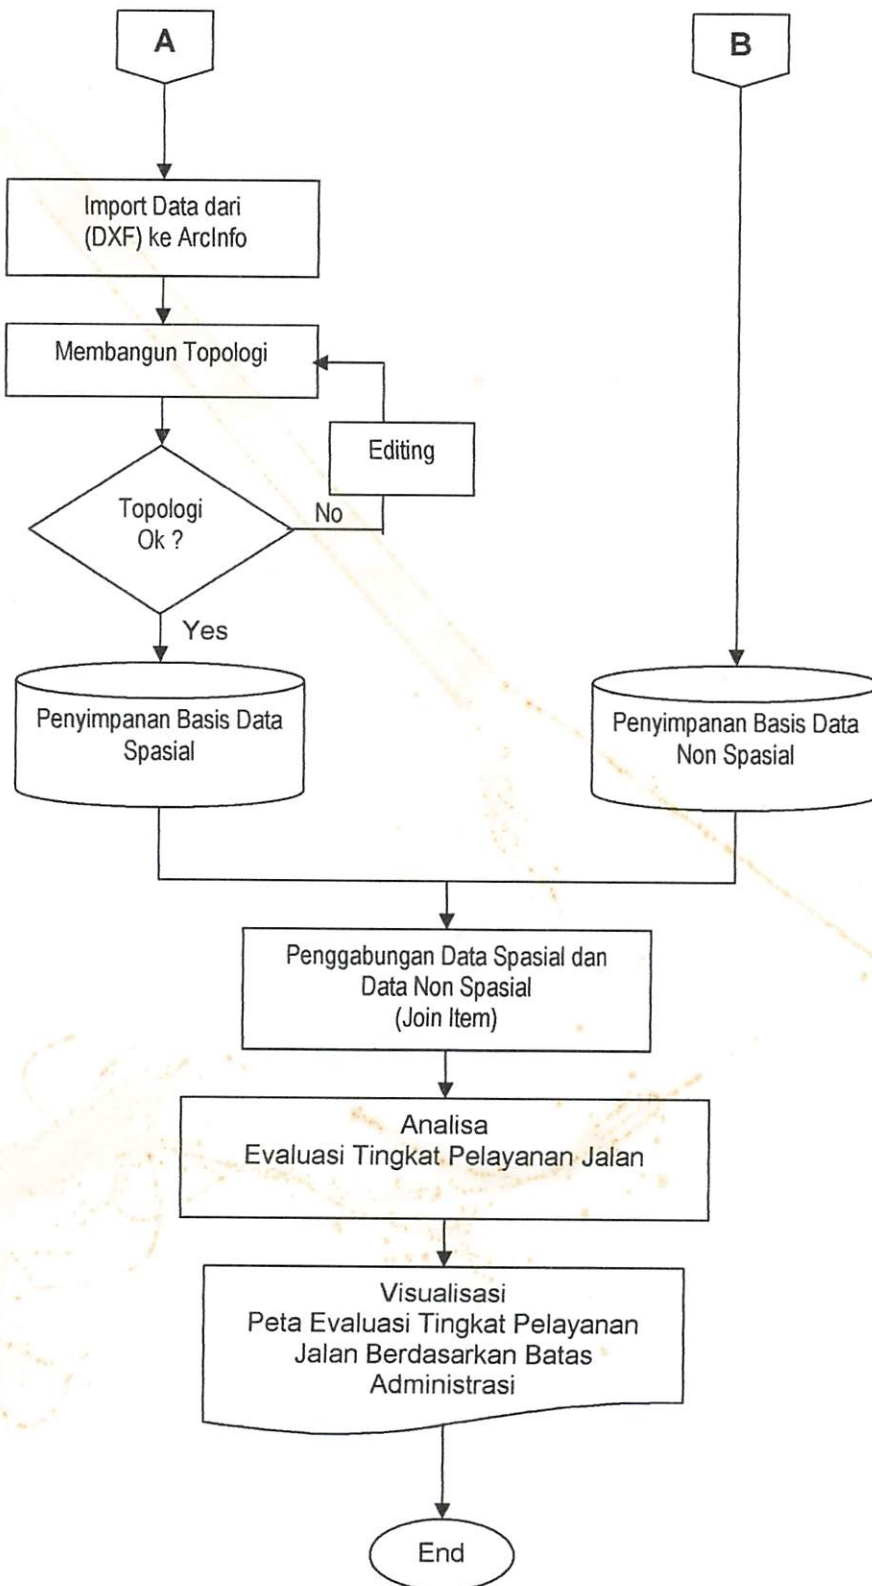 A
B
Import Data dari
(DXF) ke ArcInfo
Membangun Topologi
Editing
Topologi
Ok ?
No
Yes
Penyimpanan Basis Data
Spasial
Penyimpanan Basis Data
Non Spasial
Penggabungan Data Spasial dan
Data Non Spasial
(Join Item)
Analisa
Evaluasi Tingkat Pelayanan Jalan
Visualisasi
Peta Evaluasi Tingkat Pelayanan
Jalan Berdasarkan Batas
Administrasi
End